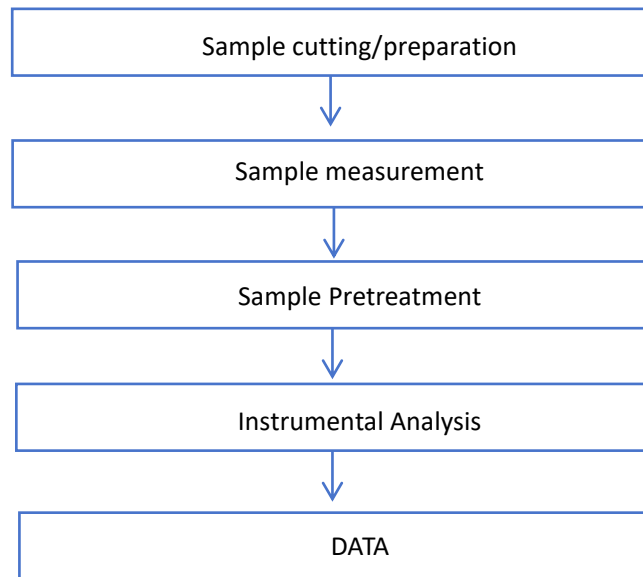 Sample cutting/preparation
Sample measurement
Sample Pretreatment
Instrumental Analysis
DATA